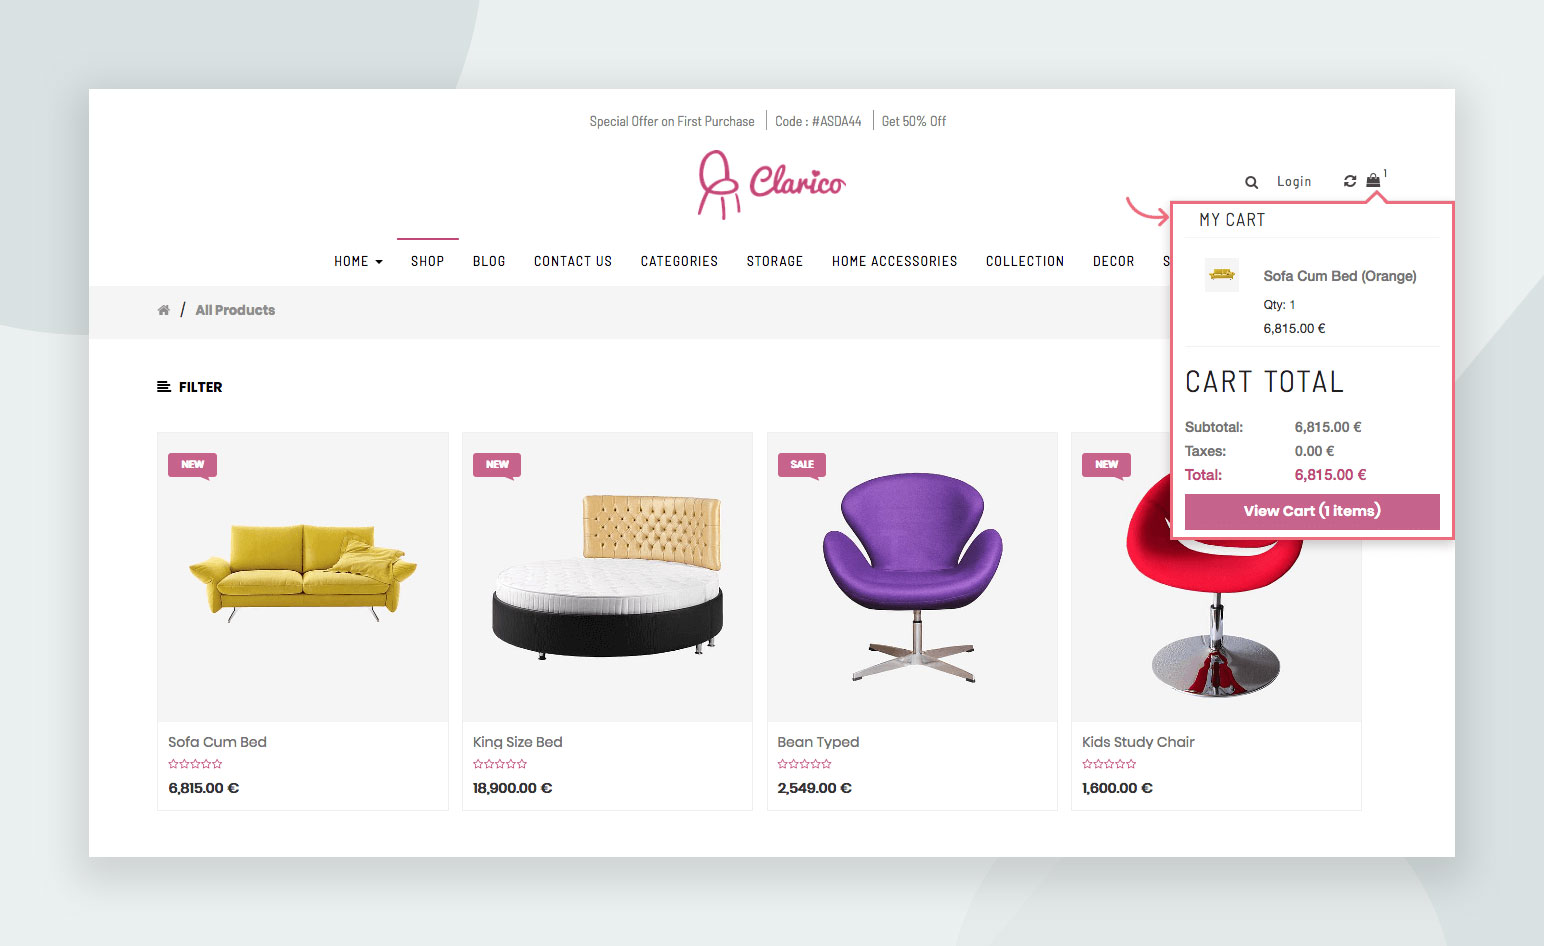 Special Offer on First Purchase | Code : #ASDA44 | Get 50% Off
Clarico
Login 1
HOME SHOP BLOG CONTACT US CATEGORIES STORAGE HOME ACCESSORIES COLLECTION DECOR S
/ All Products
MY CART
Sofa Cum Bed (Orange)
Qty: 1
6,815.00 €
CART TOTAL
Subtotal: 6,815.00 €
Taxes: 0.00 €
Total: 6,815.00 €
View Cart (1 items)
FILTER
NEW
Sofa Cum Bed
6,815.00 €
NEW
King Size Bed
18,900.00 €
SALE
Bean Typed
2,549.00 €
NEW
Kids Study Chair
1,600.00 €